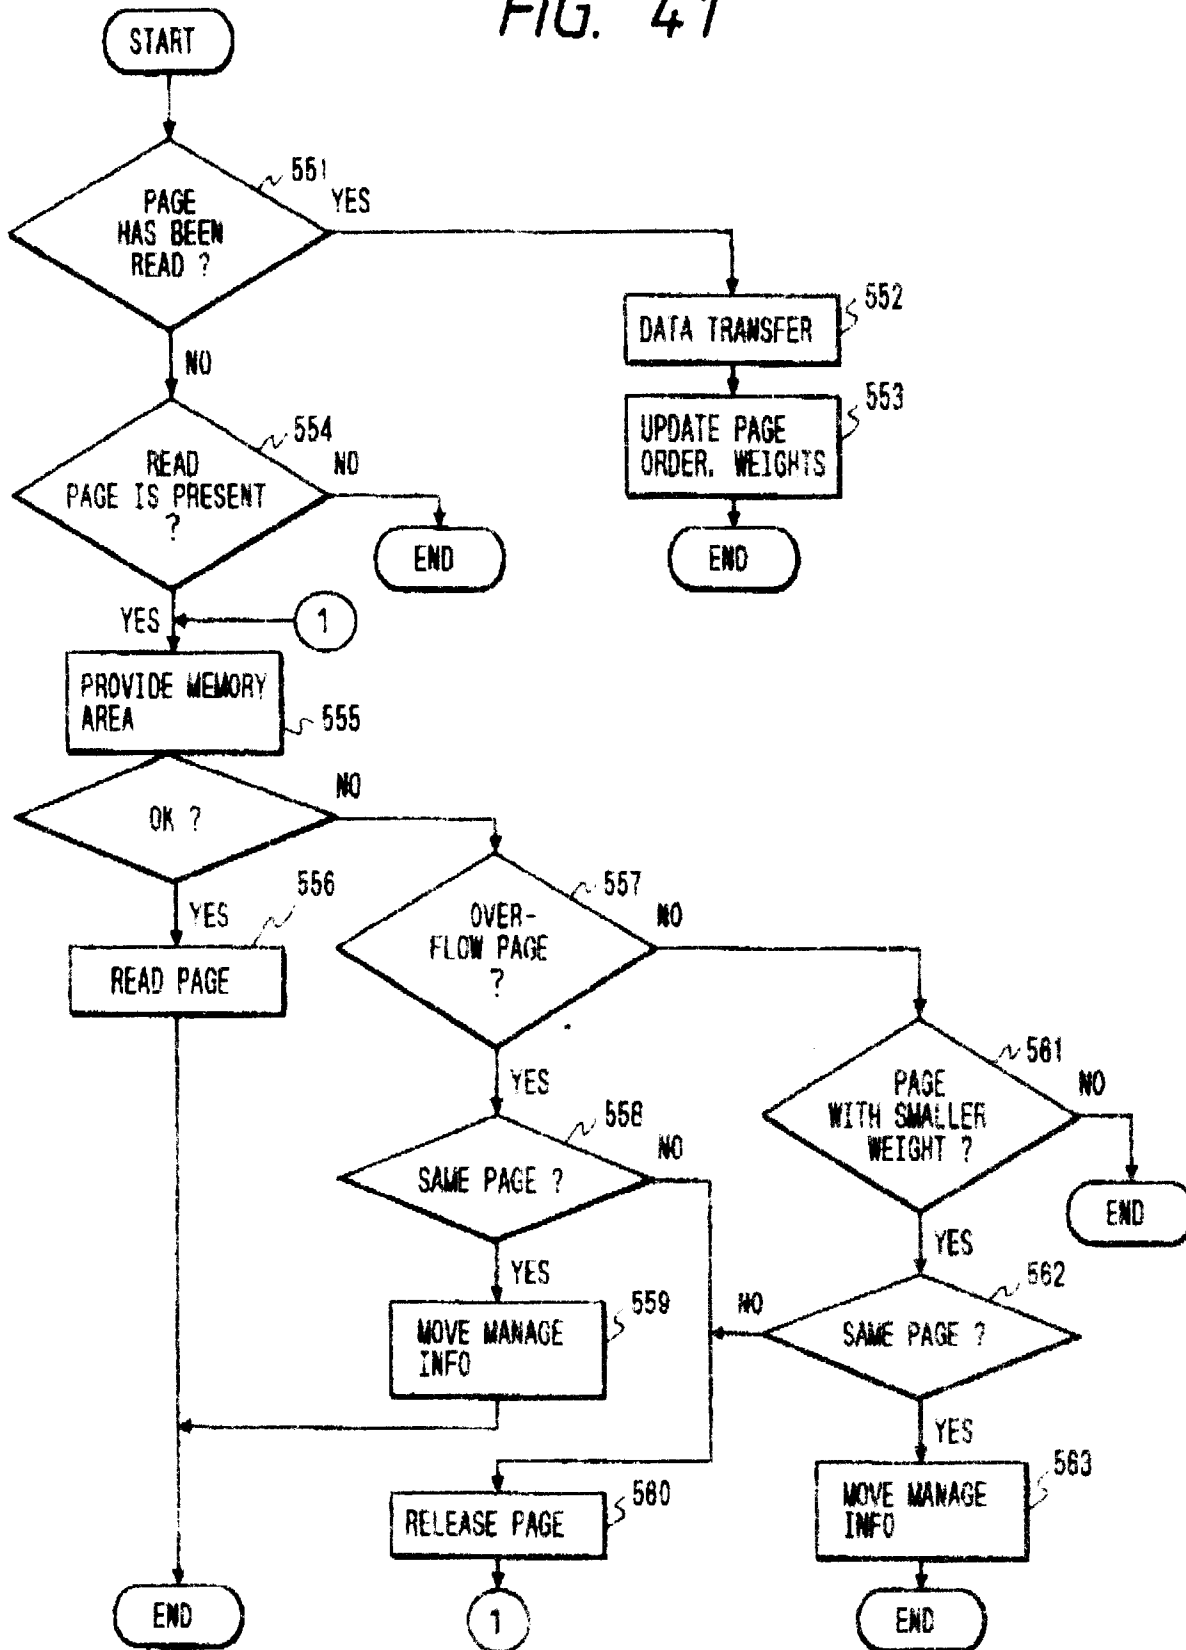 FIG. 41
START
551
YES
PAGE
HAS BEEN
READ ?
NO
552
DATA TRANSFER
553
UPDATE PAGE
ORDER. WEIGHTS
END
554
NO
READ
PAGE IS PRESENT
?
END
YES
1
PROVIDE MEMORY
AREA
555
NO
OK ?
YES
556
READ PAGE
557
NO
OVER-
FLOW PAGE
?
YES
561
NO
PAGE
WITH SMALLER
WEIGHT ?
END
YES
558
NO
SAME PAGE ?
YES
562
NO
SAME PAGE ?
YES
559
MOVE MANAGE
INFO
560
RELEASE PAGE
563
MOVE MANAGE
INFO
END
1
END